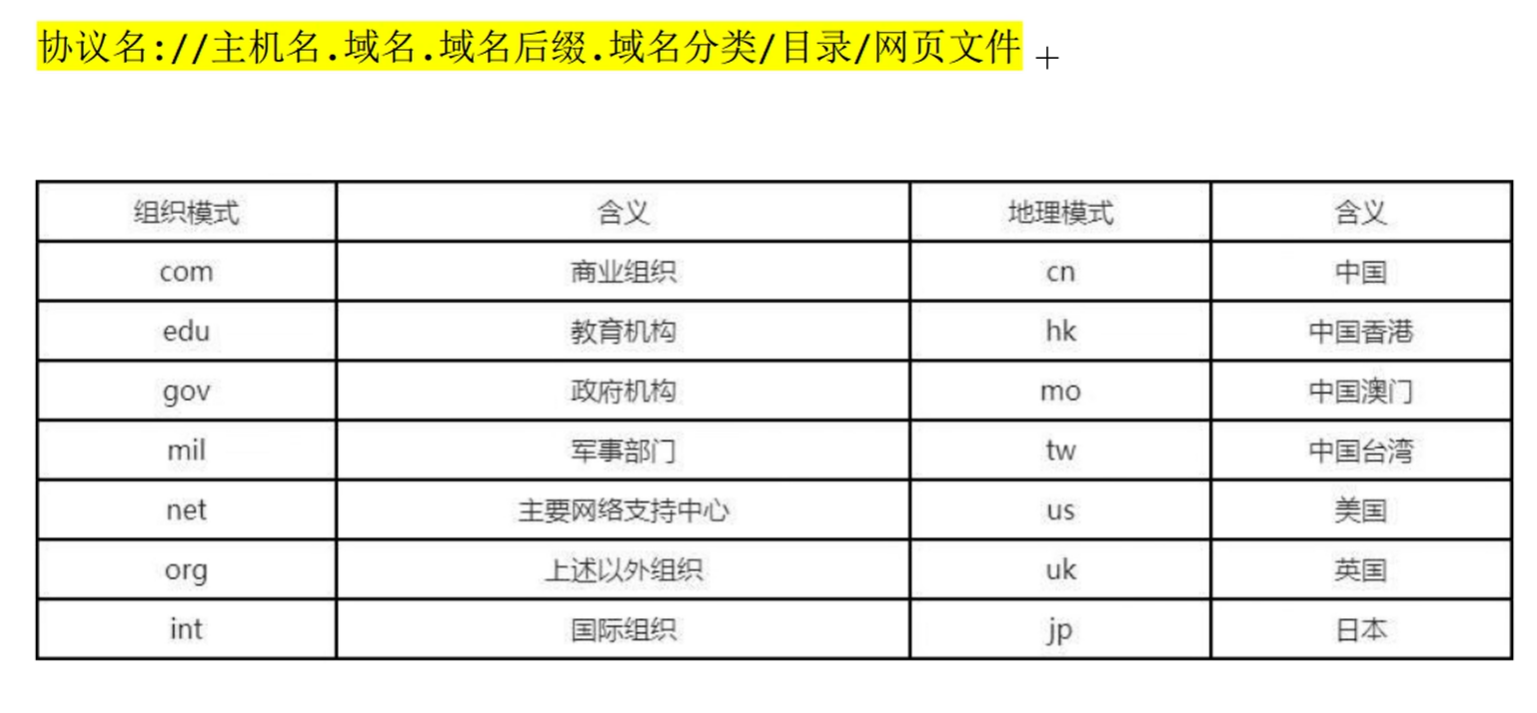 协议名://主机名.域名.域名后缀.域名分类/目录/网页文件
组织模式 含义 地理模式 含义
com 商业组织 cn 中国
edu 教育机构 hk 中国香港
gov 政府机构 mo 中国澳门
mil 军事部门 tw 中国台湾
net 主要网络支持中心 us 美国
org 上述以外组织 uk 英国
int 国际组织 jp 日本